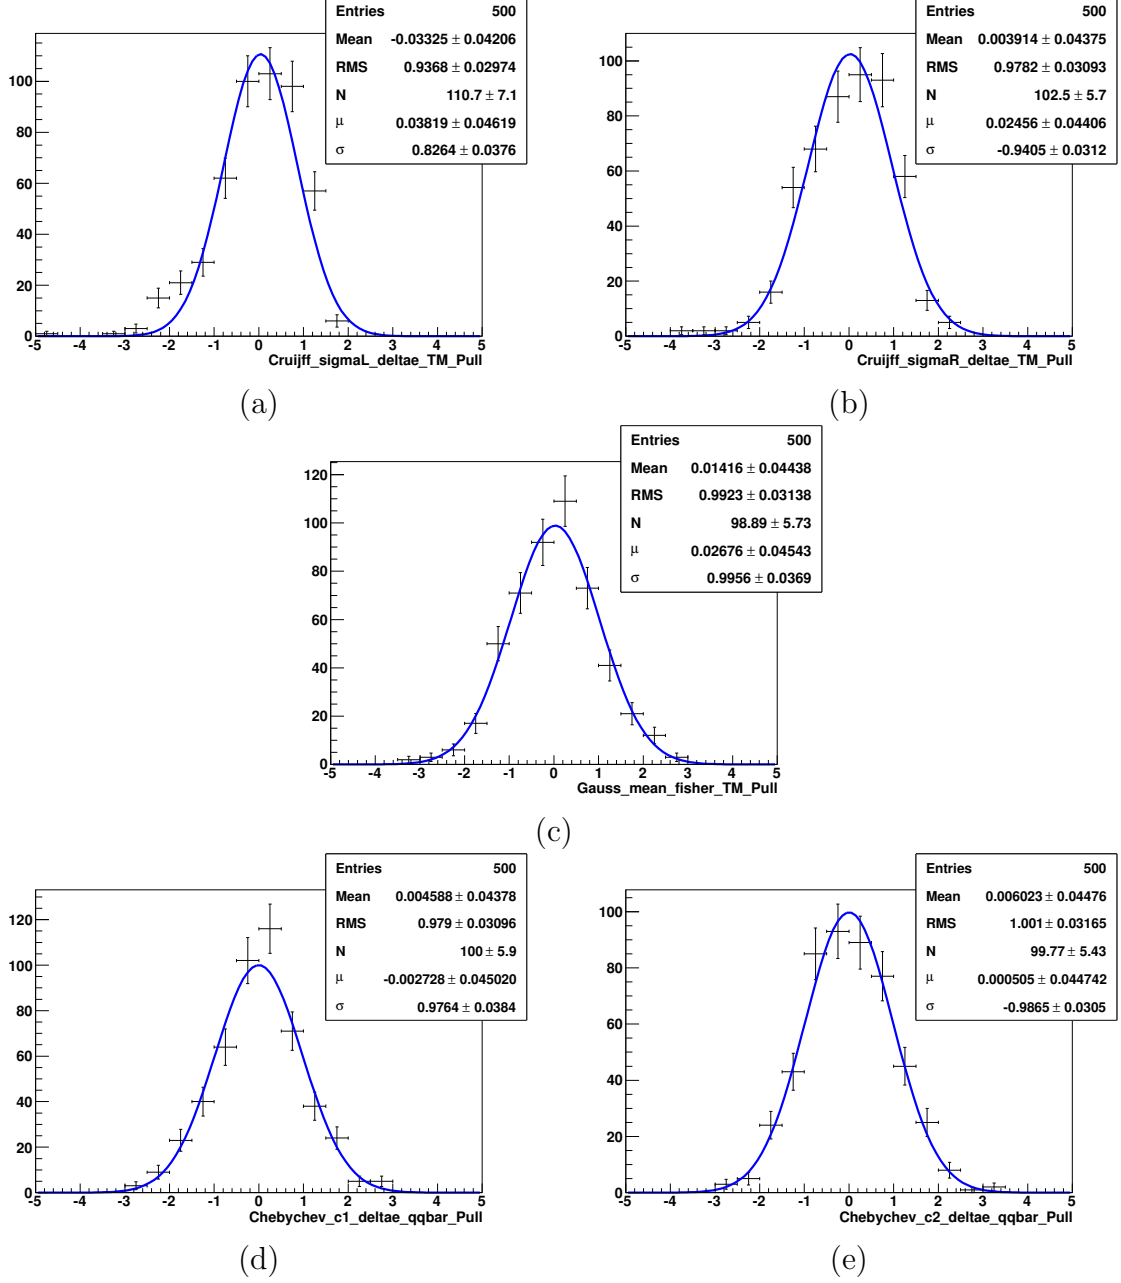 Entries 500
Mean -0.03325 ± 0.04206
RMS 0.9368 ± 0.02974
N 110.7 ± 7.1
μ 0.03819 ± 0.04619
σ 0.8264 ± 0.0376
100
80
60
40
20
0
-5 -4 -3 -2 -1 0 1 2 3 4 5
Cruijff_sigmaL_deltae_TM_Pull
(a)
Entries 500
Mean 0.003914 ± 0.04375
RMS 0.9782 ± 0.03093
N 102.5 ± 5.7
μ 0.02456 ± 0.04406
σ -0.9405 ± 0.0312
100
80
60
40
20
0
-5 -4 -3 -2 -1 0 1 2 3 4 5
Cruijff_sigmaR_deltae_TM_Pull
(b)
Entries 500
Mean 0.01416 ± 0.04438
RMS 0.9923 ± 0.03138
N 98.89 ± 5.73
μ 0.02676 ± 0.04543
σ 0.9956 ± 0.0369
120
100
80
60
40
20
0
-5 -4 -3 -2 -1 0 1 2 3 4 5
Gauss_mean_fisher_TM_Pull
(c)
Entries 500
Mean 0.004588 ± 0.04378
RMS 0.979 ± 0.03096
N 100 ± 5.9
μ -0.002728 ± 0.045020
σ 0.9764 ± 0.0384
120
100
80
60
40
20
0
-5 -4 -3 -2 -1 0 1 2 3 4 5
Chebychev_c1_deltae_qqbar_Pull
(d)
Entries 500
Mean 0.006023 ± 0.04476
RMS 1.001 ± 0.03165
N 99.77 ± 5.43
μ 0.000505 ± 0.044742
σ -0.9865 ± 0.0305
100
80
60
40
20
0
-5 -4 -3 -2 -1 0 1 2 3 4 5
Chebychev_c2_deltae_qqbar_Pull
(e)